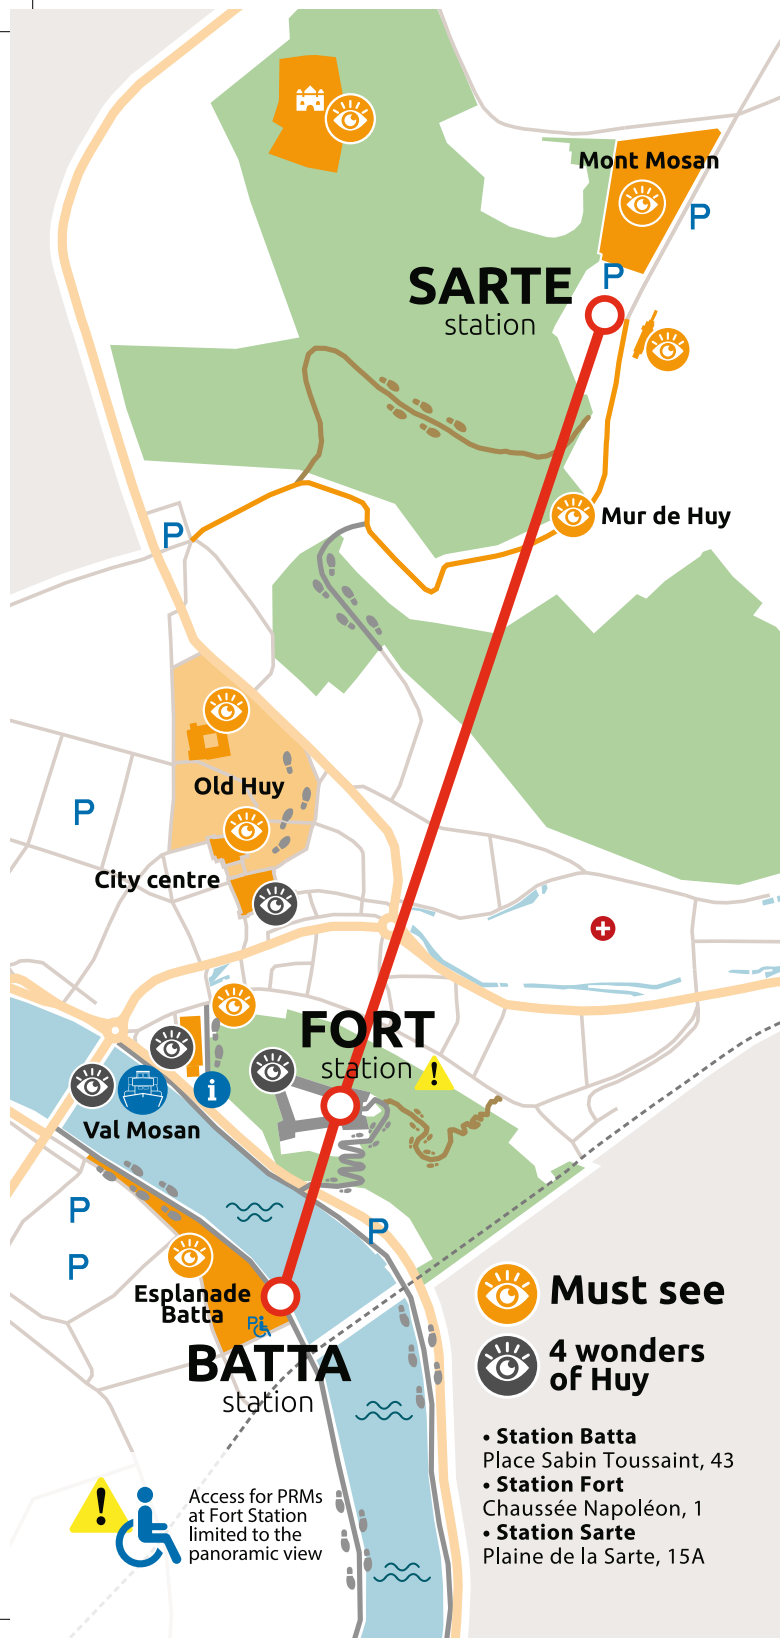 Mont Mosan
P
P
SARTE
station
Mur de Huy
P
Old Huy
P
City centre
FORT
station
!
i
Val Mosan
P
P
P
Esplanade
Batta
P
BATTA
station
Must see
4 wonders
of Huy
• Station Batta
Place Sabin Toussaint, 43
• Station Fort
Chaussée Napoléon, 1
• Station Sarte
Plaine de la Sarte, 15A
!
Access for PRMs
at Fort Station
limited to the
panoramic view